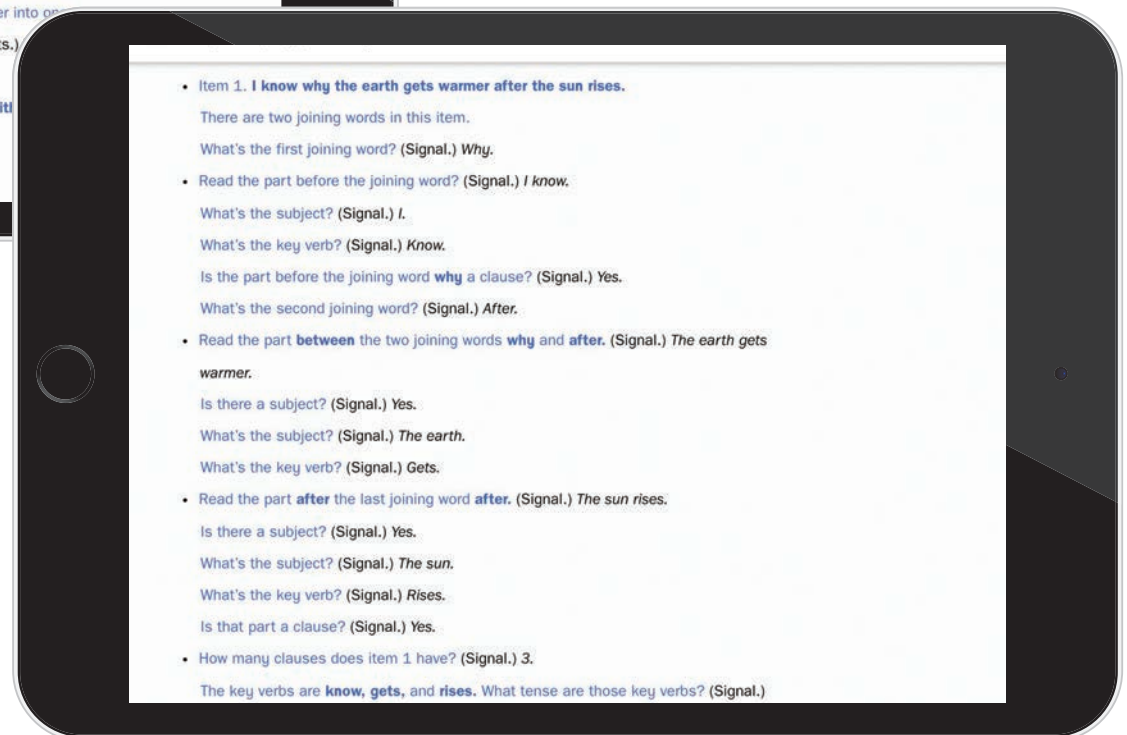 er into
ts.)
• Item 1. I know why the earth gets warmer after the sun rises.
There are two joining words in this item.
What's the first joining word? (Signal.) Why.
• Read the part before the joining word? (Signal.) I know.
What's the subject? (Signal.) I.
What's the key verb? (Signal.) Know.
Is the part before the joining word why a clause? (Signal.) Yes.
What's the second joining word? (Signal.) After.
• Read the part between the two joining words why and after. (Signal.) The earth gets
warmer.
Is there a subject? (Signal.) Yes.
What's the subject? (Signal.) The earth.
What's the key verb? (Signal.) Gets.
• Read the part after the last joining word after. (Signal.) The sun rises.
Is there a subject? (Signal.) Yes.
What's the subject? (Signal.) The sun.
What's the key verb? (Signal.) Rises.
Is that part a clause? (Signal.) Yes.
• How many clauses does item 1 have? (Signal.) 3.
The key verbs are know, gets, and rises. What tense are those key verbs? (Signal.)